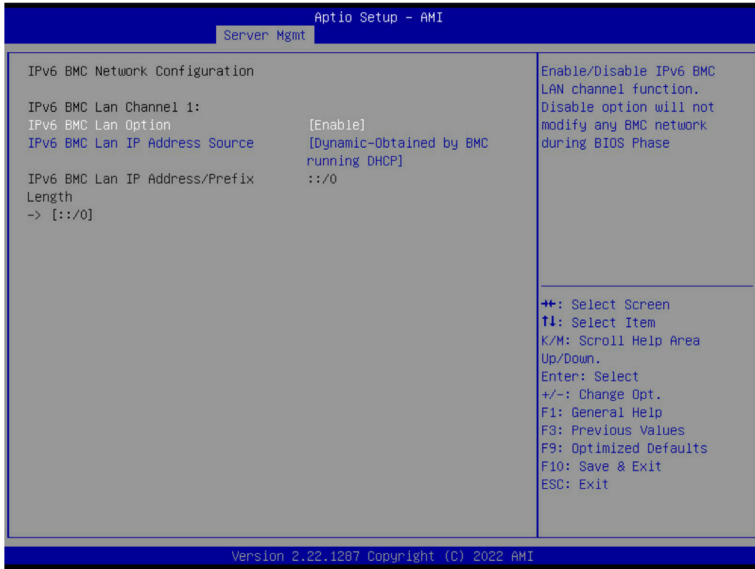 Aptio Setup - AMI
Server Mgmt
IPv6 BMC Network Configuration
IPv6 BMC Lan Channel 1:
IPv6 BMC Lan Option [Enable]
IPv6 BMC Lan IP Address Source [Dynamic-Obtained by BMC
running DHCP]
IPv6 BMC Lan IP Address/Prefix ::/0
Length
-> [::/0]
Enable/Disable IPv6 BMC
LAN channel function.
Disable option will not
modify any BMC network
during BIOS Phase
→←: Select Screen
↑↓: Select Item
K/M: Scroll Help Area
Up/Down.
Enter: Select
+/-: Change Opt.
F1: General Help
F3: Previous Values
F9: Optimized Defaults
F10: Save & Exit
ESC: Exit
Version 2.22.1287 Copyright (C) 2022 AMI